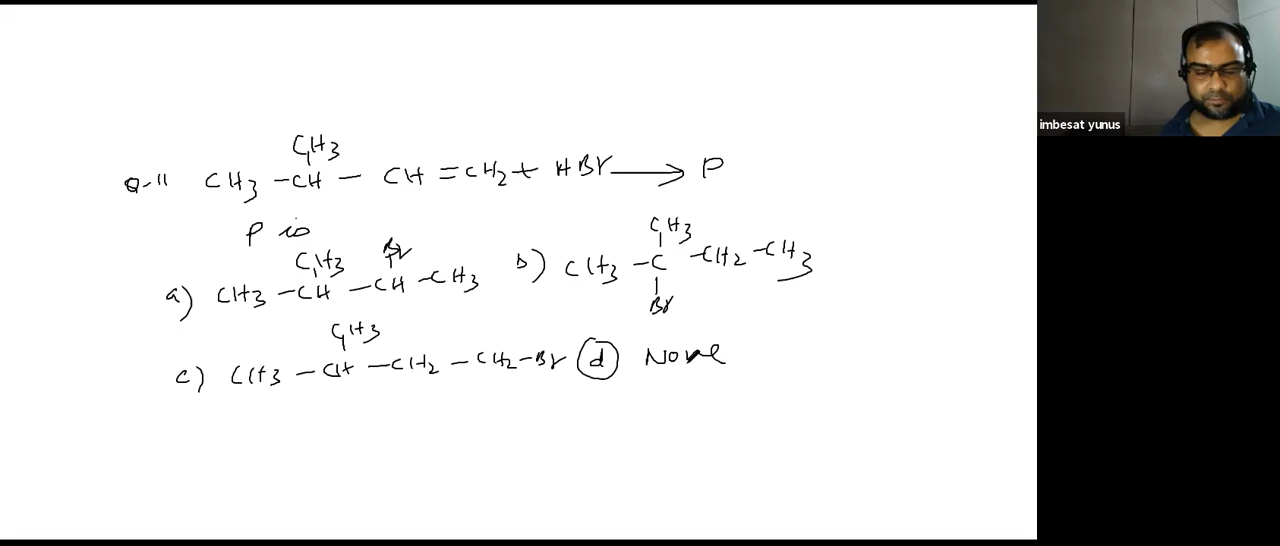 CH3
Q-11 CH3 - CH - CH = CH2 + HBr → P
P is
CH3 Br CH3
a) CH3 - CH - CH - CH3 b) CH3 - C - CH2 - CH3
Br
CH3
c) CH3 - CH - CH2 - CH2 - Br (d) None
imbesat yunus